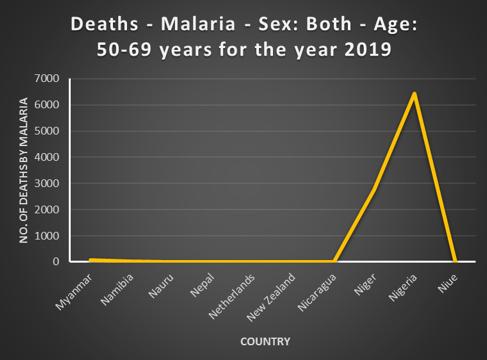 Deaths - Malaria - Sex: Both - Age:
50-69 years for the year 2019
NO. OF DEATHS BY MALARIA
7000
6000
5000
4000
3000
2000
1000
0
Myanmar
Namibia
Nauru
Nepal
Netherlands
New Zealand
Nicaragua
Niger
Nigeria
Niue
COUNTRY